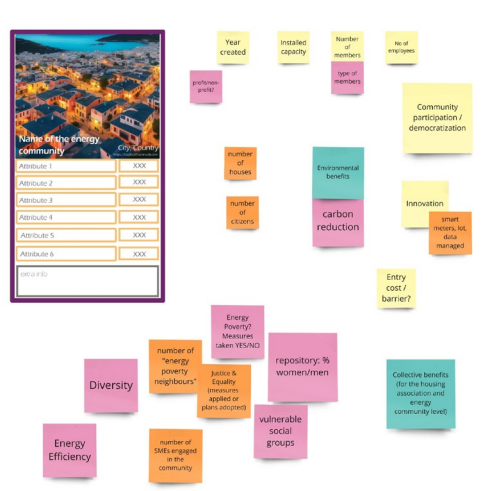 Name of the energy
community
City, Country
Attribute 1
XXX
Attribute 2
XXX
Attribute 3
XXX
Attribute 4
XXX
Attribute 5
XXX
Attribute 6
XXX
extra info
Year
created
Installed
capacity
Number
of
members
No of
employees
type of
members
profit/non-
profit?
Community
participation /
democratization
number
of
houses
Environmental
benefits
number
of
citizens
carbon
reduction
Innovation
smart
meters, Iot,
data
managed
Entry
cost /
barrier?
Energy
Poverty?
Measures
taken YES/NO
number of
"energy
poverty
neighbours"
repository: %
women/men
Justice &
Equality
(measures
applied or
plans adopted)
Diversity
Collective benefits
(for the housing
association and
energy
community level)
vulnerable
social
groups
Energy
Efficiency
number of
SMEs engaged
in the
community